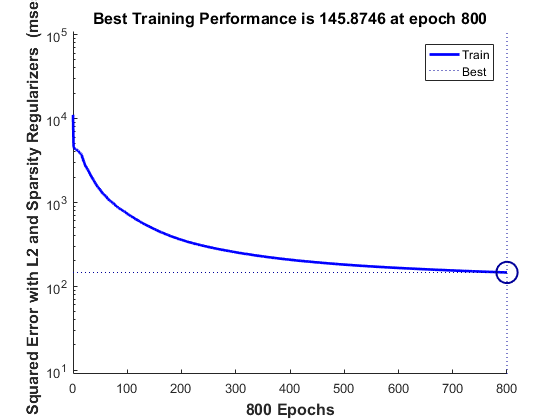 Best Training Performance is 145.8746 at epoch 800
Squared Error with L2 and Sparsity Regularizers (mse
10^5
10^4
10^3
10^2
10^1
Train
Best
0 100 200 300 400 500 600 700 800
800 Epochs